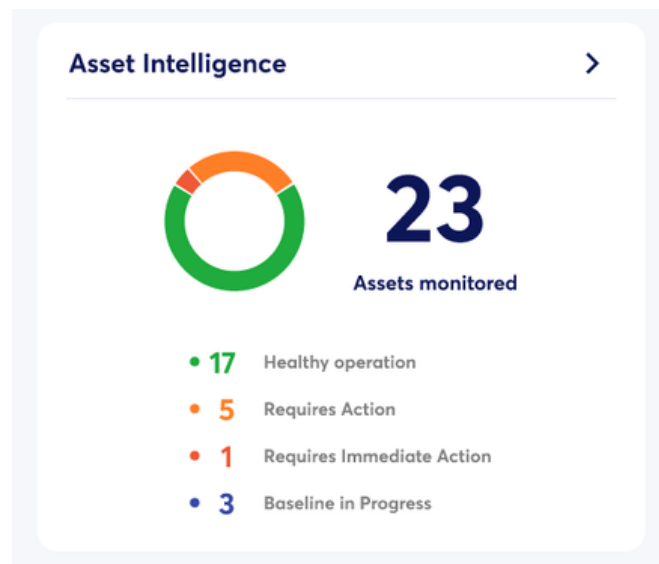 Asset Intelligence
23
Assets monitored
17 Healthy operation
5 Requires Action
1 Requires Immediate Action
3 Baseline in Progress